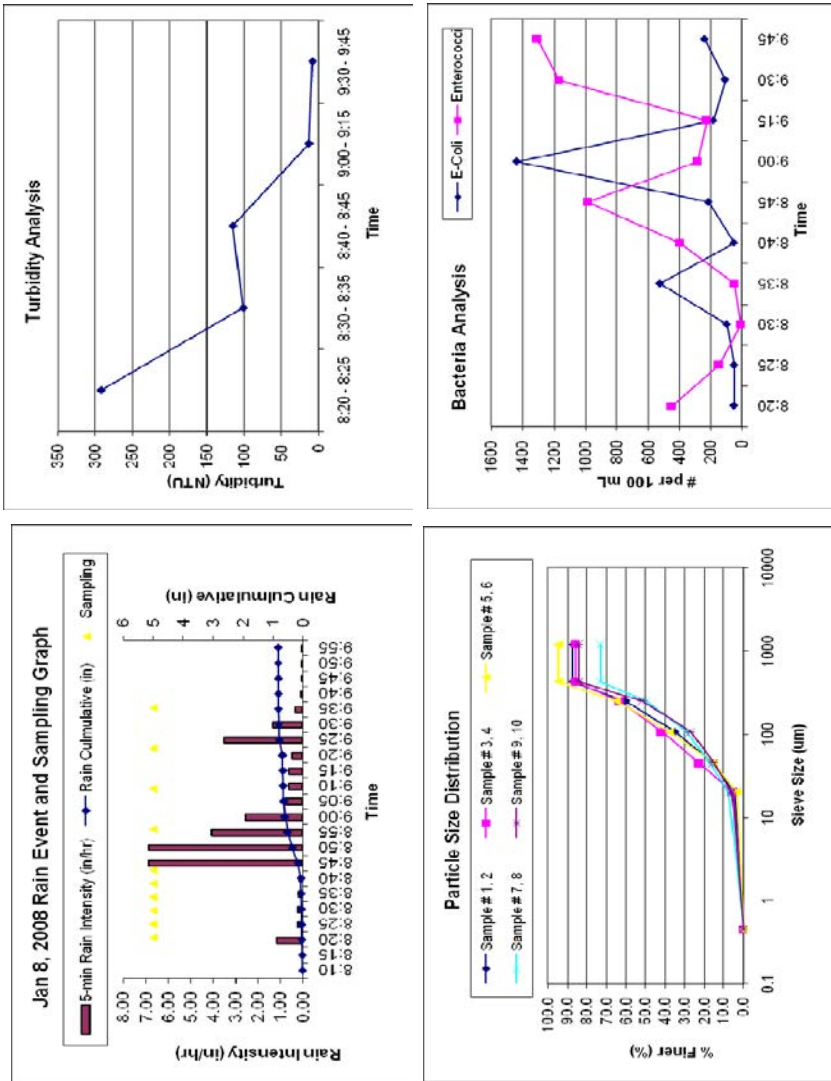 Jan 8, 2008 Rain Event and Sampling Graph
5-min Rain Intensity (in/hr) Rain Culmulative (in) Sampling
Rain Intensity (in/hr)
8.00
7.00
6.00
5.00
4.00
3.00
2.00
1.00
0.00
Rain Culmulative (in)
6
5
4
3
2
1
0
8:10 8:15 8:20 8:25 8:30 8:35 8:40 8:45 8:50 8:55 9:00 9:05 9:10 9:15 9:20 9:25 9:30 9:35 9:40 9:45 9:50 9:55
Time
Turbidity Analysis
Turbidity (NTU)
350
300
250
200
150
100
50
0
8:20 - 8:25 8:30 - 8:35 8:40 - 8:45 9:00 - 9:15 9:30 - 9:45
Time
Particle Size Distribution
Sample # 1, 2 Sample # 3, 4 Sample # 5, 6
Sample # 7, 8 Sample # 9, 10
% Finer (%)
100.0
90.0
80.0
70.0
60.0
50.0
40.0
30.0
20.0
10.0
0.0
0.1 1 10 100 1000 10000
Sieve Size (um)
Bacteria Analysis
E-Coli Enterococci
# per 100 mL
1600
1400
1200
1000
800
600
400
200
0
8:20 8:25 8:30 8:35 8:40 8:45 9:00 9:15 9:30 9:45
Time